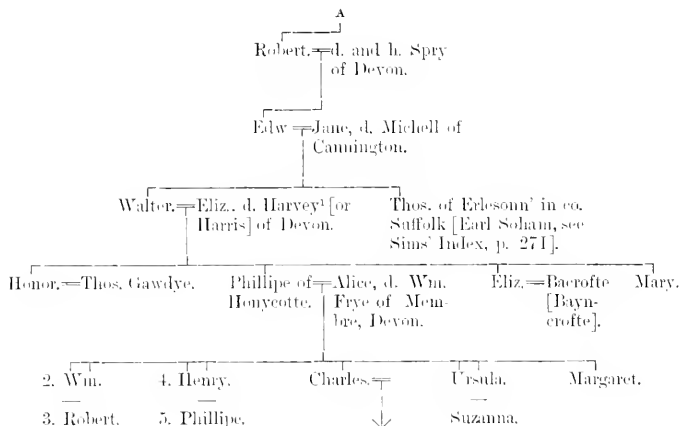 A
Robert. d. and h. Spry
of Devon.
Edw Jane, d. Michell of
Cannington.
Walter. Eliz., d. Harvey¹ [or
Harris] of Devon.
Thos. of Erlesonn' in co.
Suffolk [Earl Soham, see
Sims' Index, p. 271].
Honor. Thos. Gawdye.
Phillipe of
Honycotte.
Alice, d. Wm.
Frye of Mem-
bre, Devon.
Eliz. Bacrofte
[Bayn-
crofte].
Mary.
2. Wm.
3. Robert.
4. Henry.
5. Phillipe.
Charles.
Ursula.
Suzanna.
Margaret.